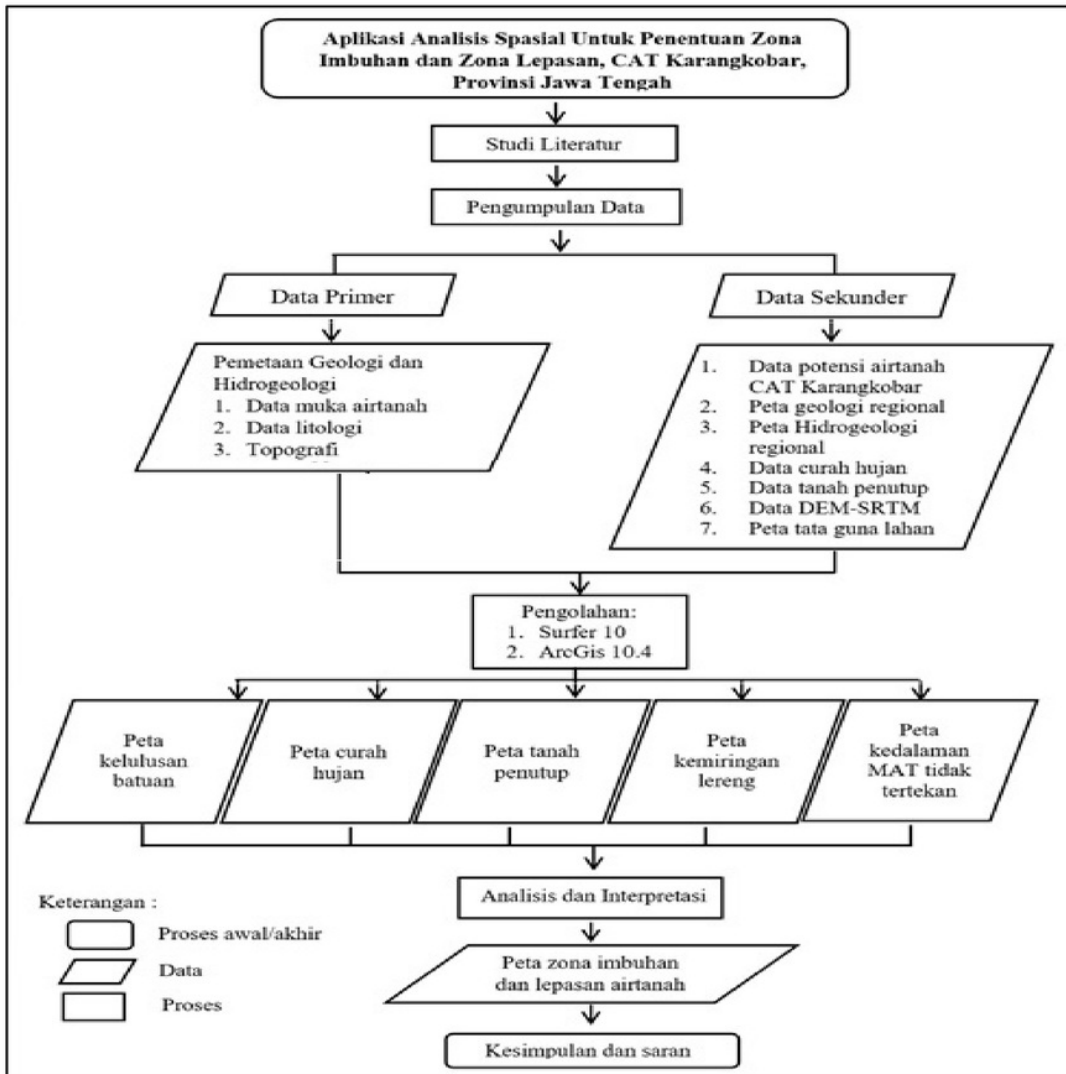 Aplikasi Analisis Spasial Untuk Penentuan Zona
Imbuhan dan Zona Lepasan, CAT Karangkobar,
Provinsi Jawa Tengah
Studi Literatur
Pengumpulan Data
Data Primer
Data Sekunder
Pemetaan Geologi dan
Hidrogeologi
1. Data muka airtanah
2. Data litologi
3. Topografi
1. Data potensi airtanah
CAT Karangkobar
2. Peta geologi regional
3. Peta Hidrogeologi
regional
4. Data curah hujan
5. Data tanah penutup
6. Data DEM-SRTM
7. Peta tata guna lahan
Pengolahan:
1. Surfer 10
2. ArcGis 10.4
Peta
kelulusan
batuan
Peta curah
hujan
Peta tanah
penutup
Peta
kemiringan
lereng
Peta
kedalaman
MAT tidak
tertekan
Analisis dan Interpretasi
Peta zona imbuhan
dan lepasan airtanah
Kesimpulan dan saran
Keterangan :
Proses awal/akhir
Data
Proses